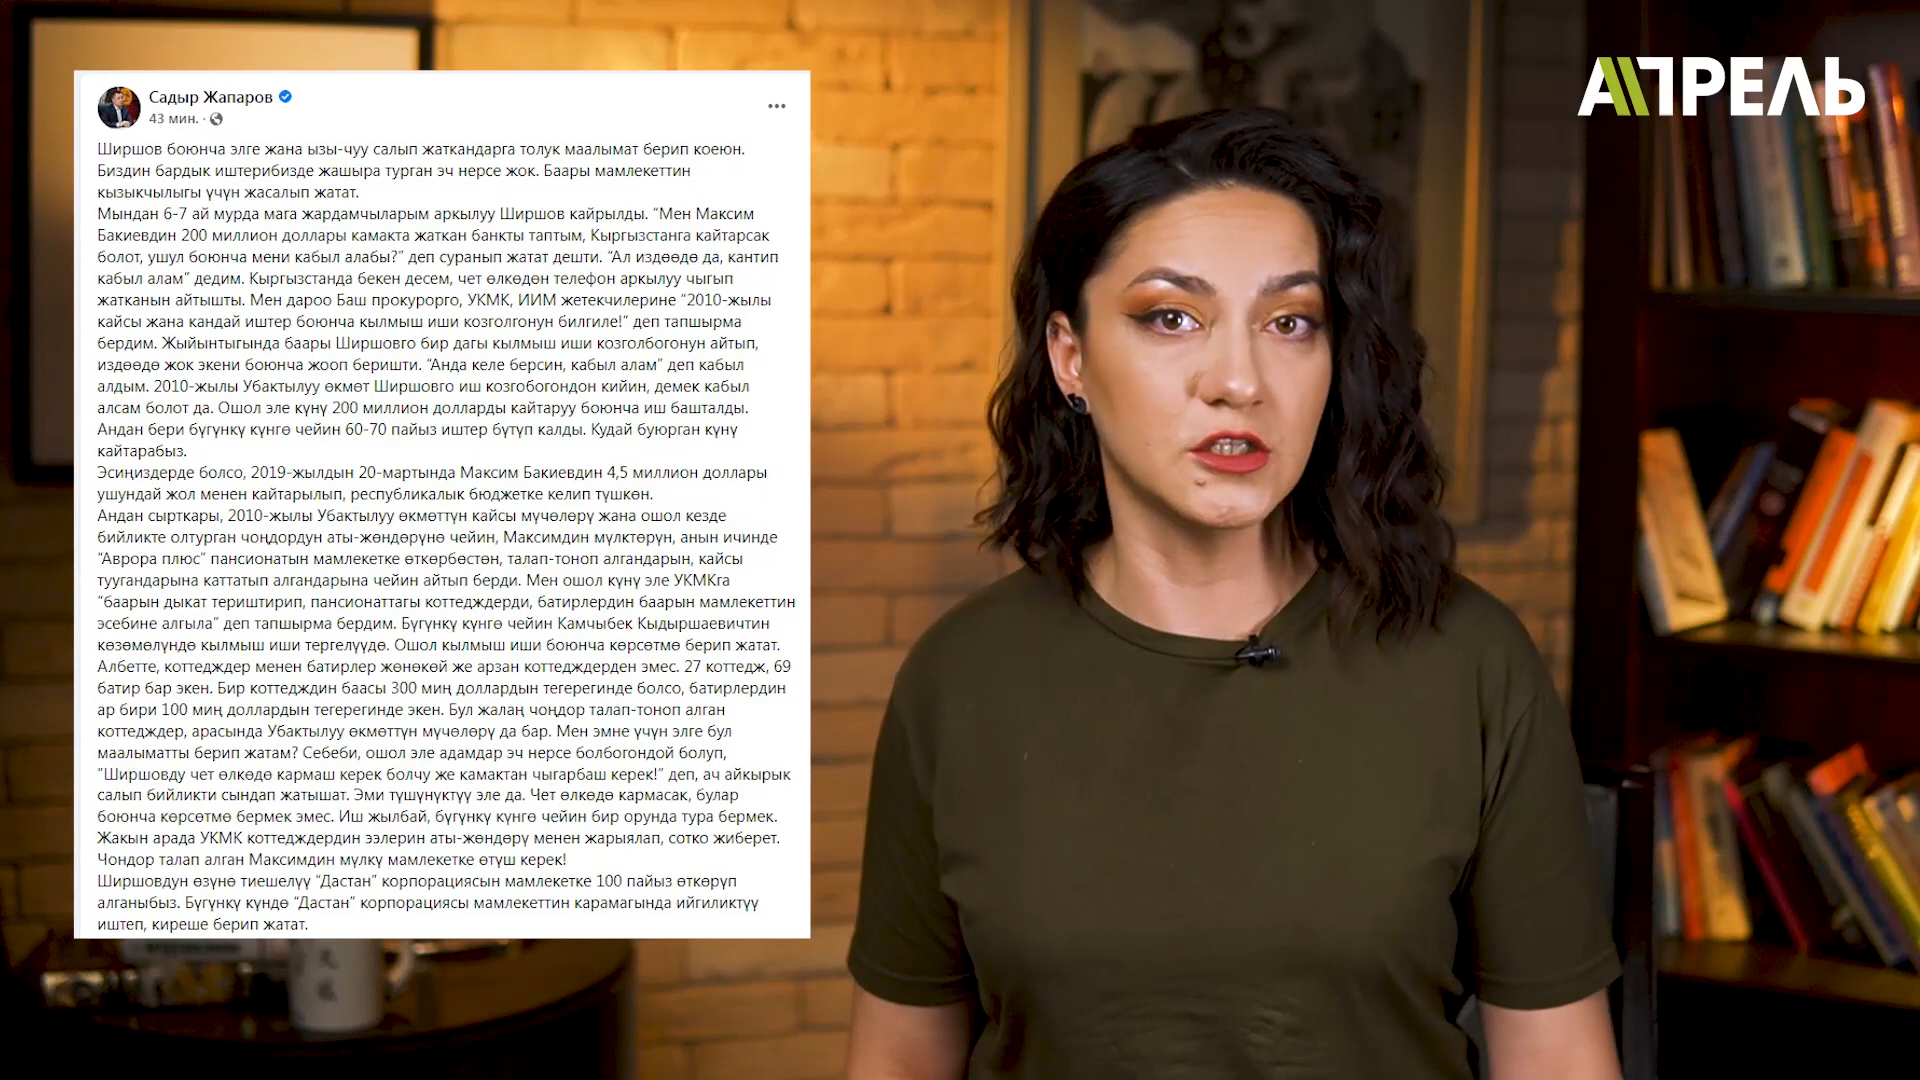 Садыр Жапаров
43 мин.
Ширшов боюнча элге жана ызы-чуу салып жаткандарга толук маалымат берип коеюн.
Биздин бардык иштерибизде жашыра турган эч нерсе жок. Баары мамлекеттин
кызыкчылыгы үчүн жасалып жатат.
Мындан 6-7 ай мурда мага жардамчыларым аркылуу Ширшов кайрылды. "Мен Максим
Бакиевдин 200 миллион доллары камакта жаткан банкты таптым, Кыргызстанга кайтарсак
болот, ушул боюнча мени кабыл алабы?" деп суранып жатат дешти. "Ал издөөдө да, кантип
кабыл алам" дедим. Кыргызстанда бекен десем, чет өлкөдөн телефон аркылуу чыгып
жатканын айтышты. Мен дароо Баш прокурорго, УКМК, ИИМ жетекчилерине "2010-жылы
кайсы жана кандай иштер боюнча кылмыш иши козголгонун билгиле!" деп тапшырма
бердим. Жыйынтыгында баары Ширшовго бир дагы кылмыш иши козголбогонун айтып,
издөөдө жок экени боюнча жооп беришти. "Анда келе берсин, кабыл алам" деп кабыл
алдым. 2010-жылы Убактылуу өкмөт Ширшовго иш козгобогондон кийин, демек кабыл
алсам болот да. Ошол эле күнү 200 миллион долларды кайтаруу боюнча иш башталды.
Андан бери бүгүнкү күнгө чейин 60-70 пайыз иштер бүтүп калды. Кудай буюрган күнү
кайтарабыз.
Эсиңиздерде болсо, 2019-жылдын 20-мартында Максим Бакиевдин 4,5 миллион доллары
ушундай жол менен кайтарылып, республикалык бюджетке келип түшкөн.
Андан сырткары, 2010-жылы Убактылуу өкмөттүн кайсы мүчөлөрү жана ошол кезде
бийликте олтурган чоңдордун аты-жөндөрүнө чейин, Максимдин мүлктөрүн, анын ичинде
"Аврора плюс" пансионатын мамлекетке өткөрбөстөн, талап-тоноп алгандарын, кайсы
туугандарына каттатып алгандарына чейин айтып берди. Мен ошол күнү эле УКМКга
"баарын дыкат териштирип, пансионаттагы коттедждерди, батирлердин баарын мамлекеттин
эсебине алгыла" деп тапшырма бердим. Бүгүнкү күнгө чейин Камчыбек Кыдыршаевичтин
көзөмөлүндө кылмыш иши тергелүүдө. Ошол кылмыш иши боюнча көрсөтмө берип жатат.
Албетте, коттедждер менен батирлер жөнөкөй же арзан коттедждерден эмес. 27 коттедж, 69
батир бар экен. Бир коттедждин баасы 300 миң доллардын тегерегинде болсо, батирлердин
ар бири 100 миң доллардын тегерегинде экен. Бул жалаң чоңдор талап-тоноп алган
коттедждер, арасында Убактылуу өкмөттүн мүчөлөрү да бар. Мен эмне үчүн элге бул
маалыматты берип жатам? Себеби, ошол эле адамдар эч нерсе болбогондой болуп,
"Ширшовду чет өлкөдө кармаш керек болчу же камактан чыгарбаш керек!" деп, ач айкырык
салып бийликти сындап жатышат. Эми түшүнүктүү эле да. Чет өлкөдө кармасак, булар
боюнча көрсөтмө бермек эмес. Иш жылбай, бүгүнкү күнгө чейин бир орунда тура бермек.
Жакын арада УКМК коттедждердин ээлерин аты-жөндөрү менен жарыялап, сотко жиберет.
Чондор талап алган Максимдин мүлкү мамлекетке өтүш керек!
Ширшовдун өзүнө тиешелүү "Дастан" корпорациясын мамлекетке 100 пайыз өткөрүп
алганыбыз. Бүгүнкү күндө "Дастан" корпорациясы мамлекеттин карамагында ийгиликтүү
иштеп, киреше берип жатат.
АПРЕЛЬ